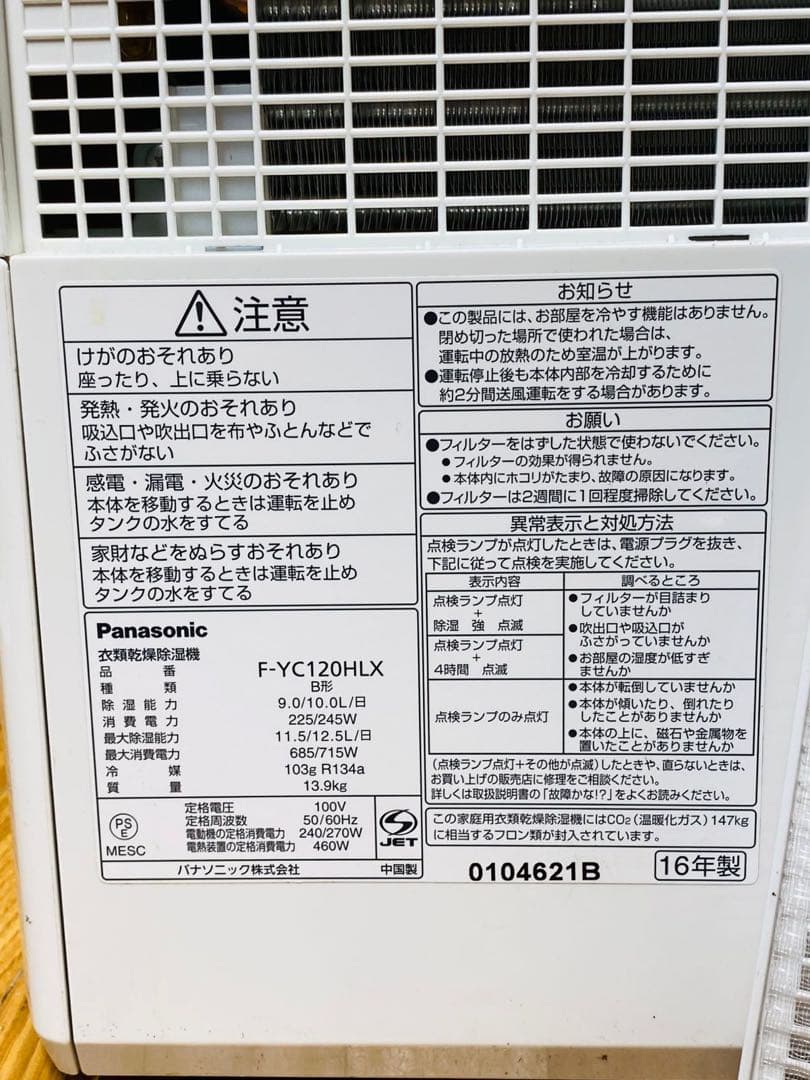 注意
けがのおそれあり
座ったり、上に乗らない
発熱・発火のおそれあり
吸込口や吹出口を布やふとんなどで
ふさがない
感電・漏電・火災のおそれあり
本体を移動するときは運転を止め
タンクの水をすてる
家財などをぬらすおそれあり
本体を移動するときは運転を止め
タンクの水をすてる
Panasonic
衣類乾燥除湿機
品番 F-YC120HLX
種類 B形
除湿能力 9.0/10.0L/日
消費電力 225/245W
最大除湿能力 11.5/12.5L/日
最大消費電力 685/715W
冷媒 103g R134a
質量 13.9kg
PS
E
MESC
定格電圧 100V
定格周波数 50/60Hz
電動機の定格消費電力 240/270W
電熱装置の定格消費電力 460W
S
JET
パナソニック株式会社 中国製
お知らせ
●この製品には、お部屋を冷やす機能はありません。
閉め切った場所で使われた場合は、
運転中の放熱のため室温が上がります。
●運転停止後も本体内部を冷却するために
約2分間送風運転をする場合があります。
お願い
●フィルターをはずした状態で使わないでください。
・フィルターの効果が得られません。
・本体内にホコリがたまり、故障の原因になります。
●フィルターは2週間に1回程度掃除してください。
異常表示と対処方法
点検ランプが点灯したときは、電源プラグを抜き、
下記に従って点検を実施してください。
表示内容 調べるところ
点検ランプ点灯
+
除湿 強 点滅
点検ランプ点灯
+
4時間 点滅
●フィルターが目詰まり
していませんか
●吹出口や吸込口が
ふさがっていませんか
●お部屋の湿度が低すぎ
ませんか
点検ランプのみ点灯
●本体が転倒していませんか
●本体が傾いたり、倒れたり
したことがありませんか
●本体の上に、磁石や金属物を
置いたことがありませんか
(点検ランプ点灯+その他が点滅)したときや、直らないときは、
お買い上げの販売店に修理をご相談ください。
詳しくは取扱説明書の「故障かな!?」をよくお読みください。
この家庭用衣類乾燥除湿機にはCO2(温暖化ガス)147kg
に相当するフロン類が封入されています。
0104621B 16年製